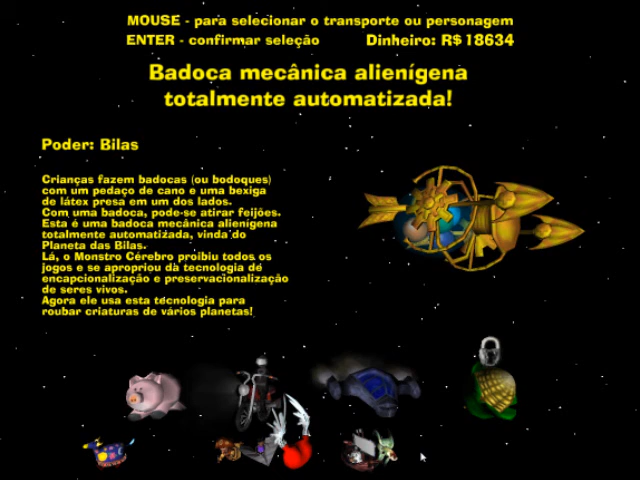 MOUSE - para selecionar o transporte ou personagem
ENTER - confirmar seleção Dinheiro: R$18634
Badoca mecânica alienígena
totalmente automatizada!
Poder: Bilas
Crianças fazem badocas (ou bodoques)
com um pedaço de cano e uma bexiga
de látex presa em um dos lados.
Com uma badoca, pode-se atirar feijões.
Esta é uma badoca mecânica alienígena
totalmente automatizada, vinda do
Planeta das Bilas.
Lá, o Monstro Cérebro proibiu todos os
jogos e se apropriou da tecnologia de
encapcionalização e preservacionalização
de seres vivos.
Agora ele usa esta tecnologia para
roubar criaturas de vários planetas!